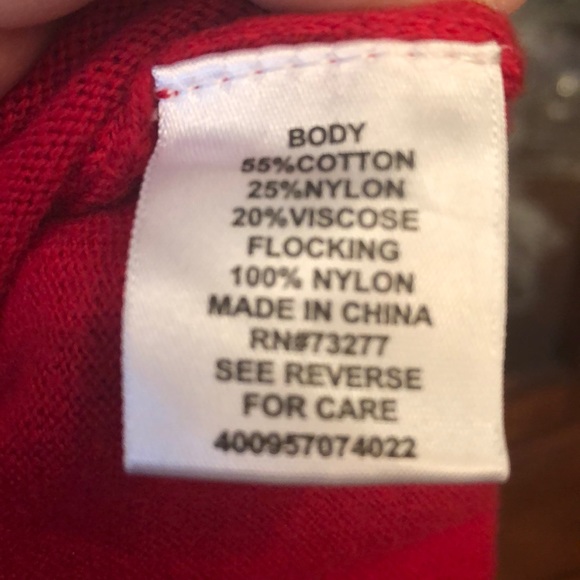 BODY
55%COTTON
25%NYLON
20%VISCOSE
FLOCKING
100% NYLON
MADE IN CHINA
RN#73277
SEE REVERSE
FOR CARE
400957074022